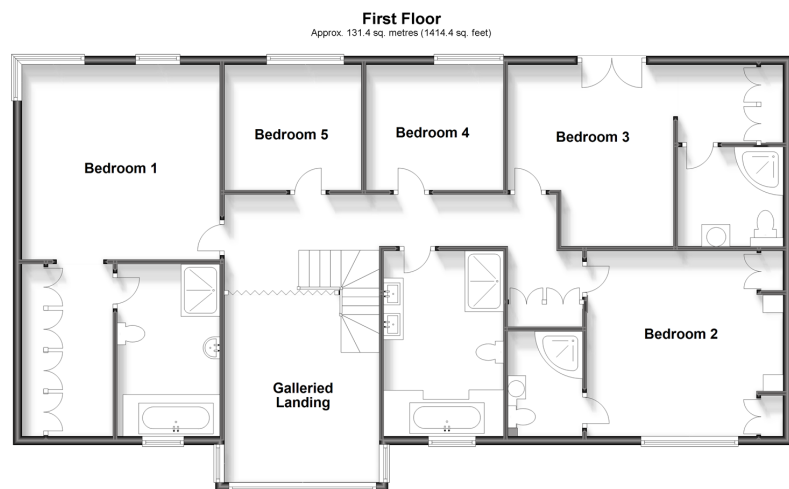 First Floor
Approx. 131.4 sq. metres (1414.4 sq. feet)
Bedroom 1
Bedroom 5
Bedroom 4
Bedroom 3
Bedroom 2
Galleried
Landing